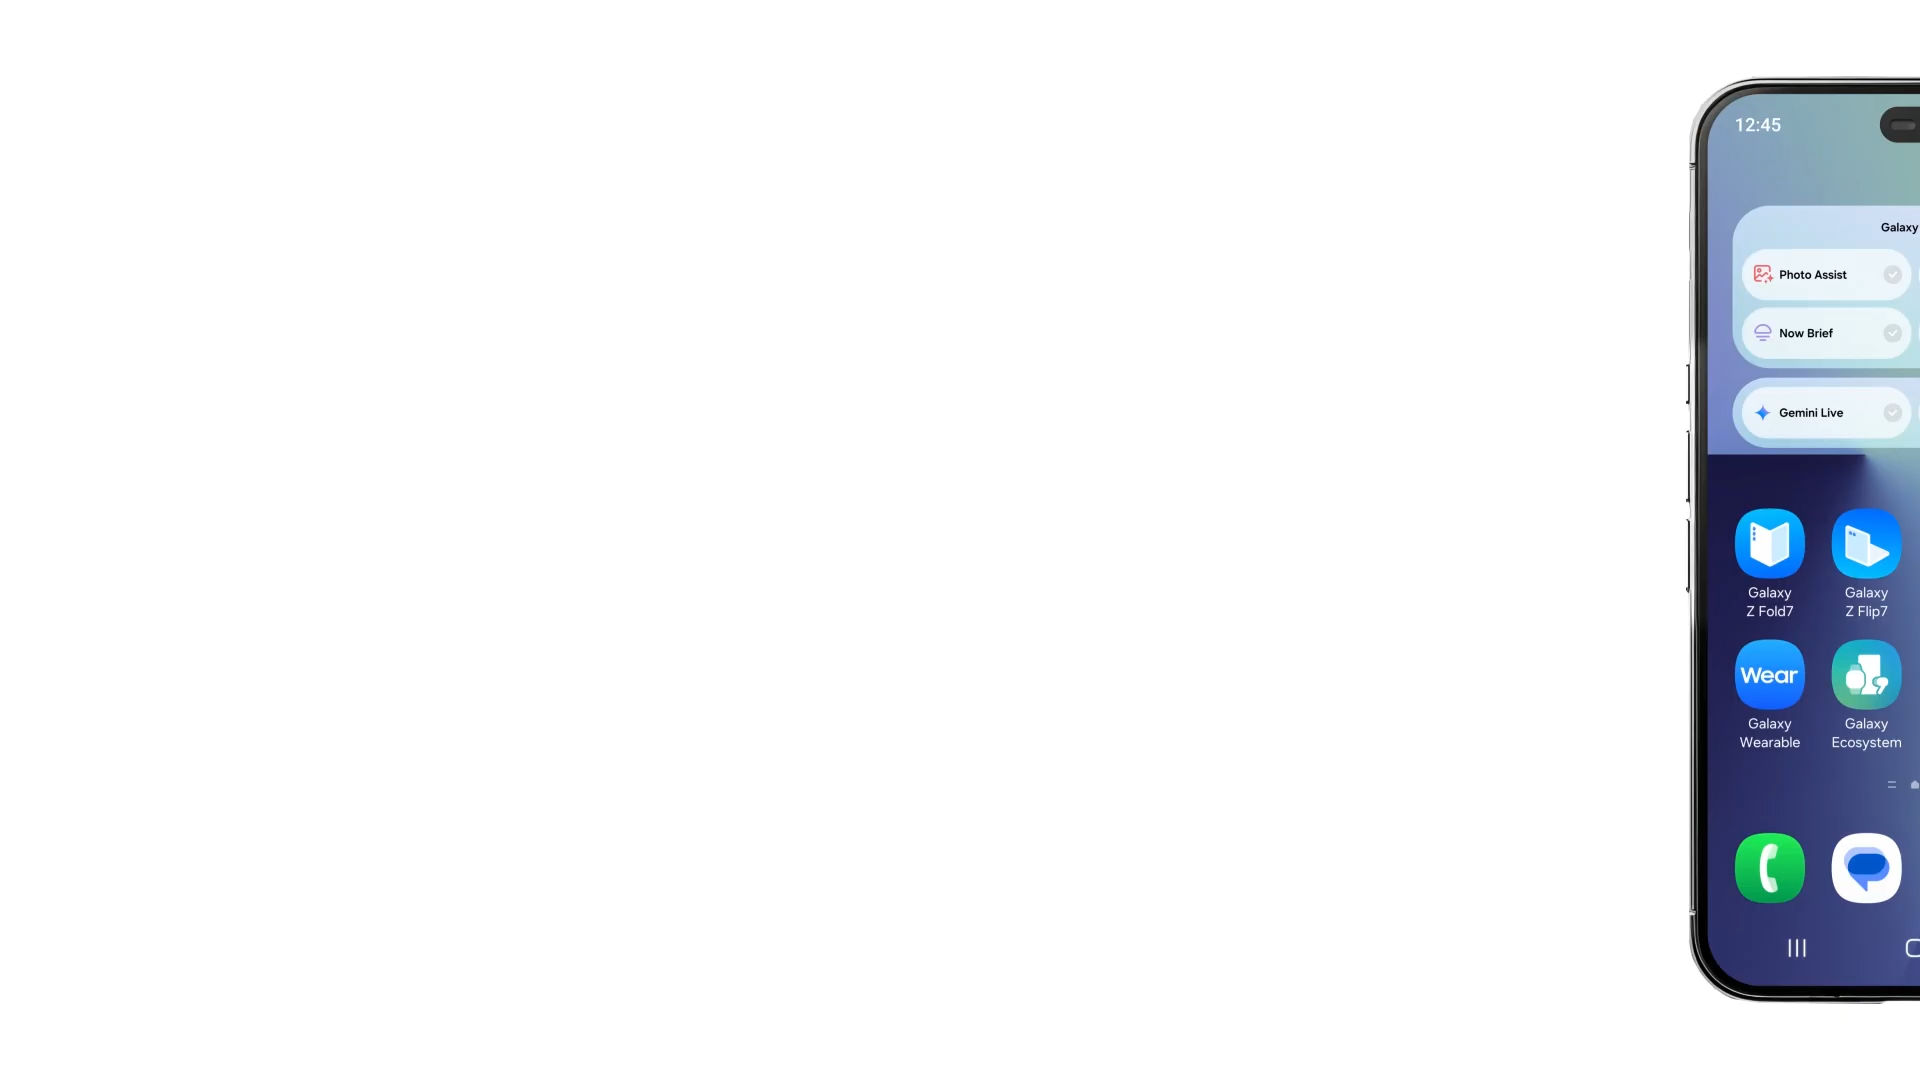 12:45
Galaxy
Photo Assist
Now Brief
Gemini Live
Galaxy
Z Fold7
Galaxy
Z Flip7
Wear
Galaxy
Wearable
Galaxy
Ecosystem